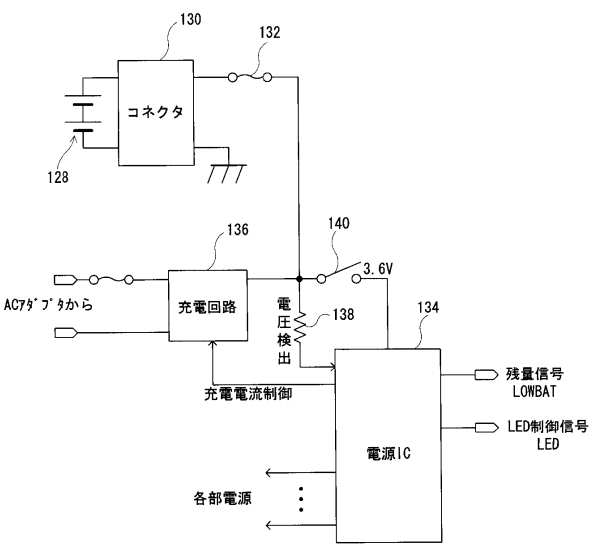 130
132
コネクタ
128
136
140
3.6V
ACアダプタから
充電回路
電圧検出
138
134
充電電流制御
残量信号
LOWBAT
LED制御信号
LED
電源IC
各部電源